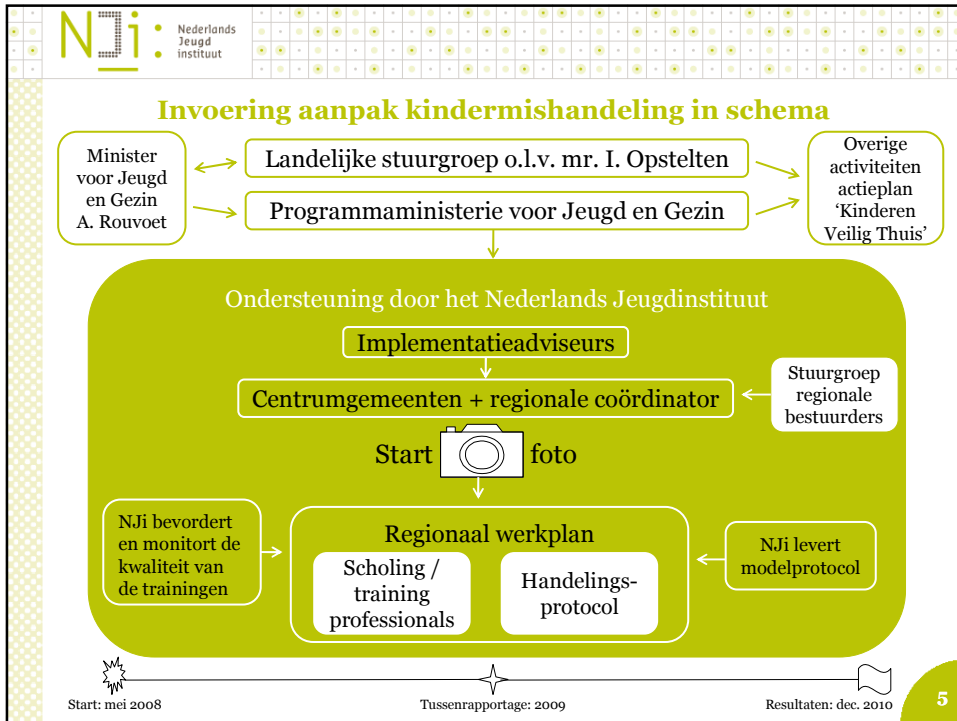 NJi:
Nederlands
Jeugd
instituut
Invoering aanpak kindermishandeling in schema
Minister
voor Jeugd
en Gezin
A. Rouvoet
Landelijke stuurgroep o.l.v. mr. I. Opstelten
Programmaministerie voor Jeugd en Gezin
Overige
activiteiten
actieplan
‘Kinderen
Veilig Thuis’
Ondersteuning door het Nederlands Jeugdinstituut
Implementatieadviseurs
Centrumgemeenten + regionale coördinator
Stuurgroep
regionale
bestuurders
Start foto
NJi bevordert
en monitort de
kwaliteit van
de trainingen
Regionaal werkplan
Scholing /
training
professionals
Handelings-
protocol
NJi levert
modelprotocol
Start: mei 2008
Tussenrapportage: 2009
Resultaten: dec. 2010
5